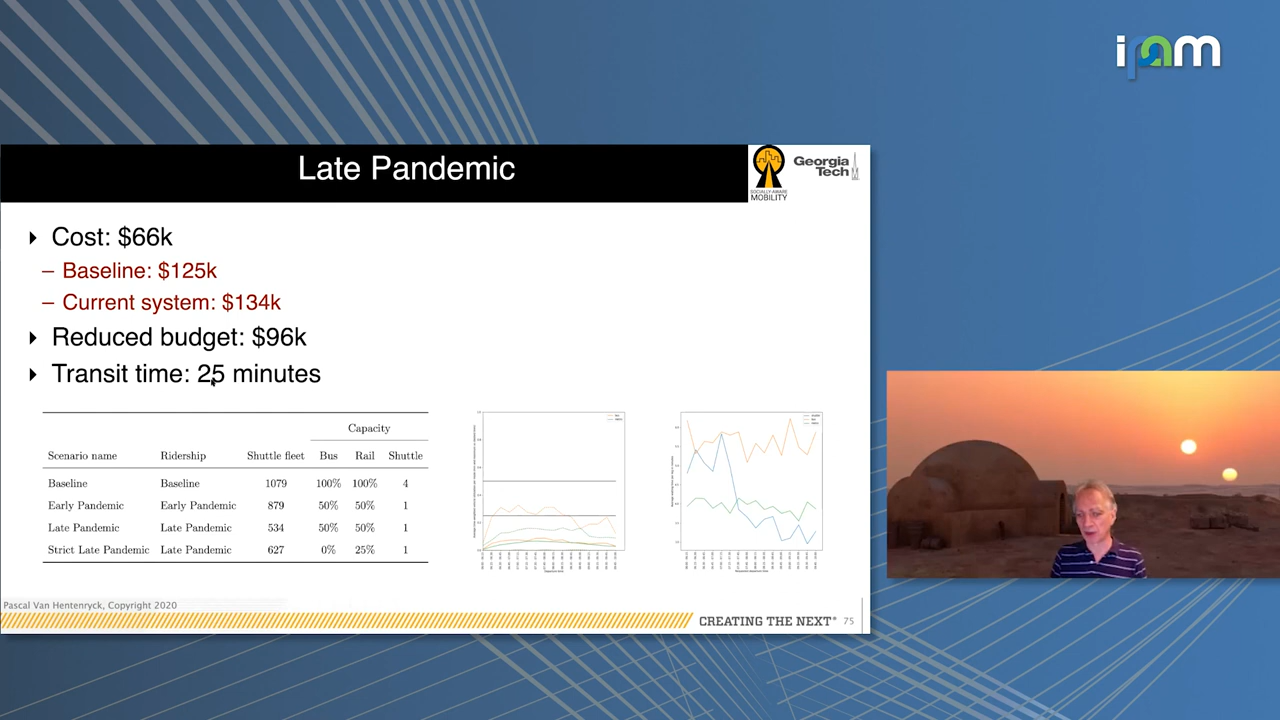 ipam
Late Pandemic
SOCIALLY-AWARE
MOBILITY
Georgia
Tech
Cost: $66k
– Baseline: $125k
– Current system: $134k
Reduced budget: $96k
Transit time: 25 minutes
Capacity
Scenario name Ridership Shuttle fleet Bus Rail Shuttle
Baseline Baseline 1079 100% 100% 4
Early Pandemic Early Pandemic 879 50% 50% 1
Late Pandemic Late Pandemic 534 50% 50% 1
Strict Late Pandemic Late Pandemic 627 0% 25% 1
Pascal Van Hentenryck, Copyright 2020
CREATING THE NEXT® 75